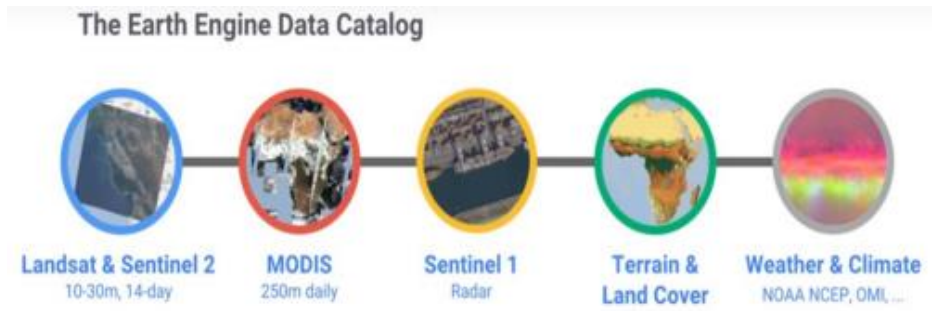 The Earth Engine Data Catalog
Landsat & Sentinel 2
10-30m, 14-day
MODIS
250m daily
Sentinel 1
Radar
Terrain &
Land Cover
Weather & Climate
NOAA NCEP, OMI, ...